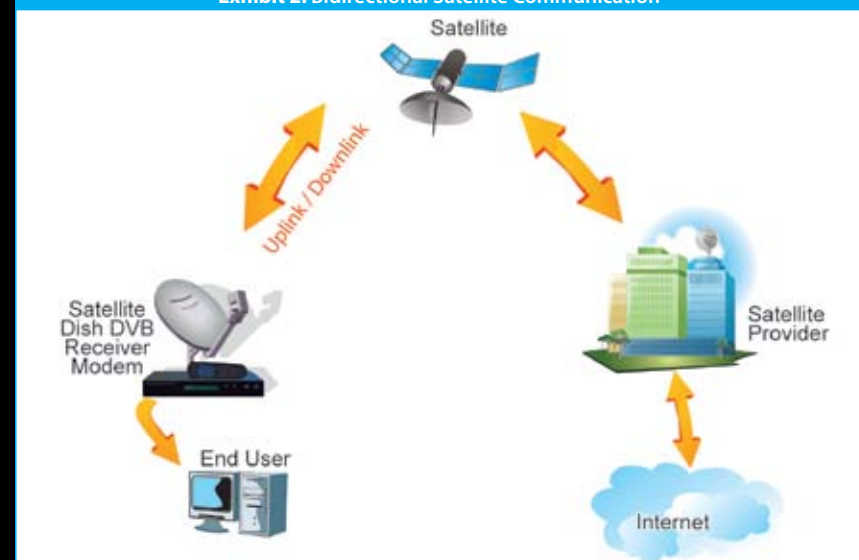 Exhibit 2. Bidirectional Satellite Communication
Satellite
Uplink / Downlink
Satellite
Dish DVB
Receiver
Modem
Satellite
Provider
End User
Internet